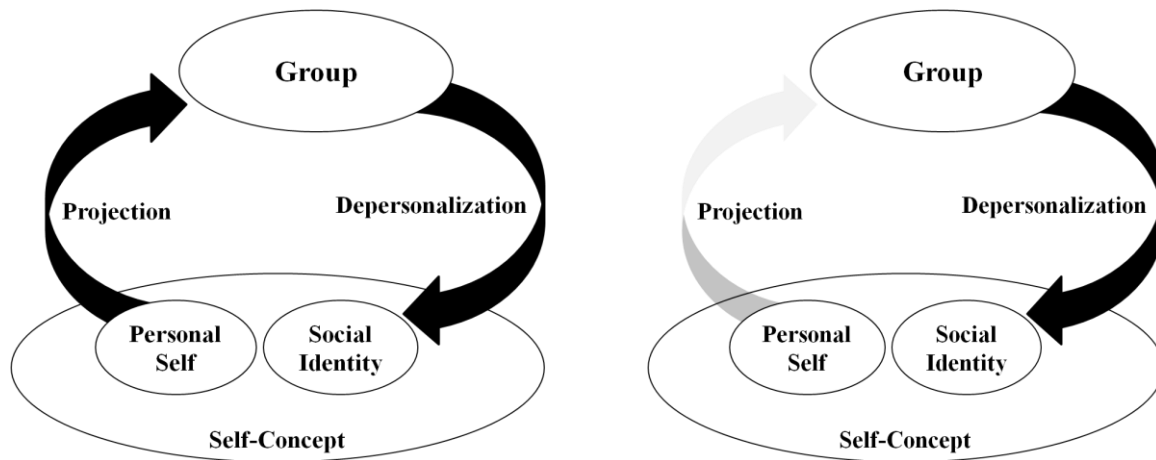 Group
Projection
Depersonalization
Personal
Self
Social
Identity
Self-Concept
Group
Projection
Depersonalization
Personal
Self
Social
Identity
Self-Concept